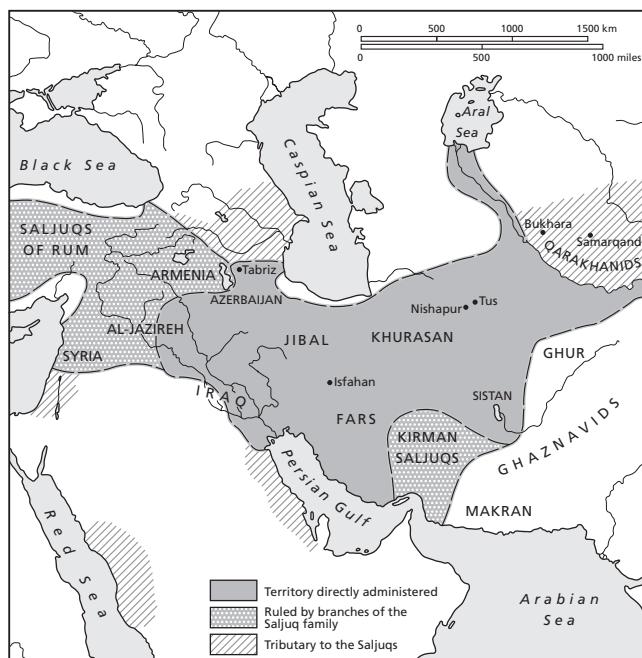 0 500 1000 1500 km
0 500 1000 miles
Aral
Sea
Black Sea
Caspian Sea
SALJUQS
OF RUM
Bukhara
Samarqand
QARAKHANIDS
ARMENIA
Tabriz
AZERBAIJAN
Nishapur
Tus
AL-JAZIREH
JIBAL
KHURASAN
SYRIA
GHUR
IRAQ
Isfahan
SISTAN
FARS
KIRMAN
SALJUQS
GHAZNAVIDS
Persian Gulf
MAKRAN
Red Sea
Territory directly administered
Ruled by branches of the
Saljuq family
Tributary to the Saljuqs
Arabian
Sea